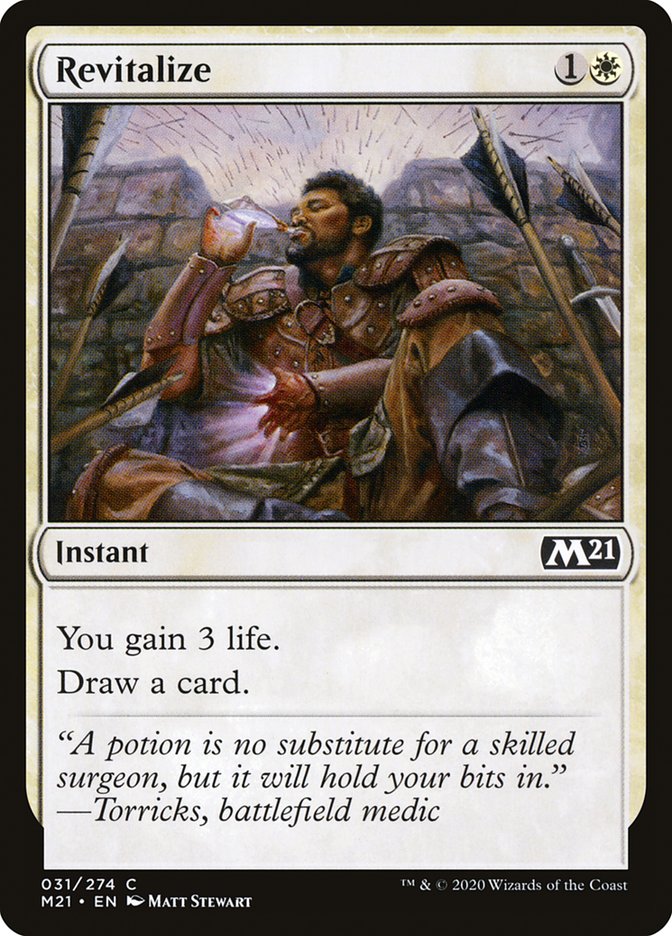 Revitalize 1
Instant M21
You gain 3 life.
Draw a card.
“A potion is no substitute for a skilled
surgeon, but it will hold your bits in.”
—Torricks, battlefield medic
031/274 C ™ & © 2020 Wizards of the Coast
M21 • EN Matt Stewart